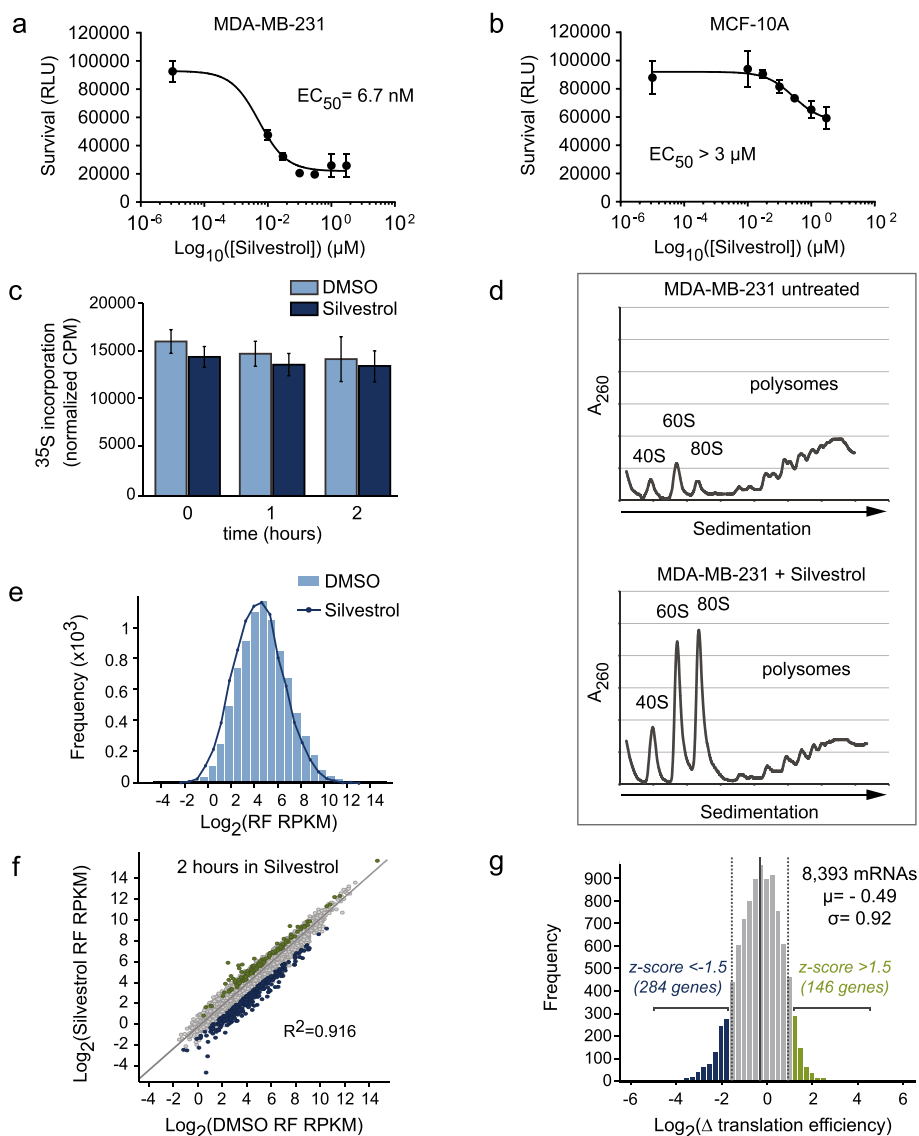 a
MDA-MB-231
Survival (RLU)
120000
100000
80000
60000
40000
20000
0
EC50= 6.7 nM
10-6 10-4 10-2 100 102
Log10([Silvestrol]) (µM)
b
MCF-10A
Survival (RLU)
120000
100000
80000
60000
40000
20000
0
EC50 > 3 µM
10-6 10-4 10-2 100 102
Log10([Silvestrol]) (µM)
c
DMSO
Silvestrol
35S incorporation
(normalized CPM)
20000
15000
10000
5000
0
0 1 2
time (hours)
d
MDA-MB-231 untreated
A260
polysomes
60S
40S
80S
Sedimentation
MDA-MB-231 + Silvestrol
A260
60S
80S
polysomes
40S
Sedimentation
e
DMSO
Silvestrol
Frequency (x10)3
1
0.8
0.6
0.4
0.2
0
-4 -2 0 2 4 6 8 10 12 14
Log2(RF RPKM)
f
2 hours in Silvestrol
Log2(Silvestrol RF RPKM)
14
12
10
8
6
4
2
0
-2
-4
R2=0.916
-4 -2 0 2 4 6 8 10 12 14
Log2(DMSO RF RPKM)
g
8,393 mRNAs
µ= - 0.49
σ= 0.92
Frequency
900
800
700
600
500
400
300
200
100
0
z-score <-1.5
(284 genes)
z-score >1.5
(146 genes)
-6 -4 -2 0 2 4 6
Log2(Δ translation efficiency)